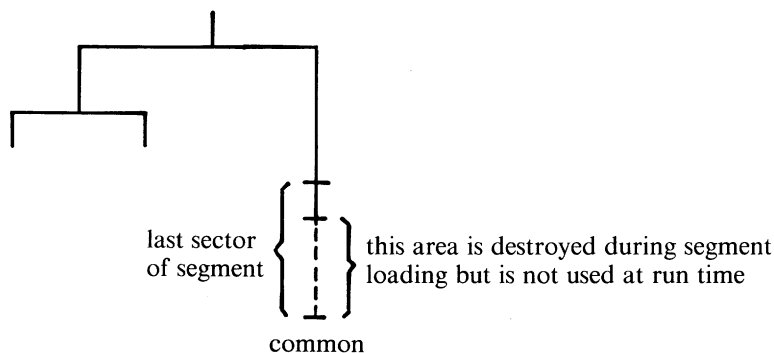 last sector
of segment
this area is destroyed during segment
loading but is not used at run time
common